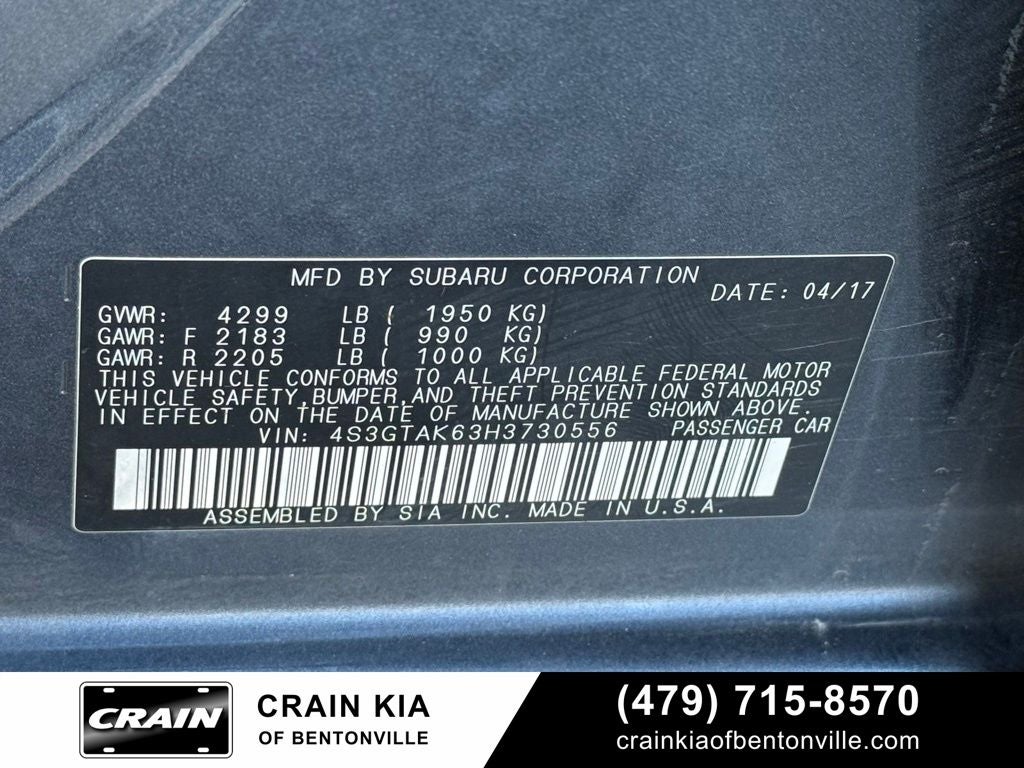 MFD BY SUBARU CORPORATION
DATE: 04/17
GVWR: 4299 LB ( 1950 KG)
GAWR: F 2183 LB ( 990 KG)
GAWR: R 2205 LB ( 1000 KG)
THIS VEHICLE CONFORMS TO ALL APPLICABLE FEDERAL MOTOR
VEHICLE SAFETY,BUMPER,AND THEFT PREVENTION STANDARDS
IN EFFECT ON THE DATE OF MANUFACTURE SHOWN ABOVE.
VIN: 4S3GTAK63H3730556 PASSENGER CAR
ASSEMBLED BY SIA INC. MADE IN U.S.A.
CRAIN
CRAIN KIA
OF BENTONVILLE
(479) 715-8570
crainkiaofbentonville.com